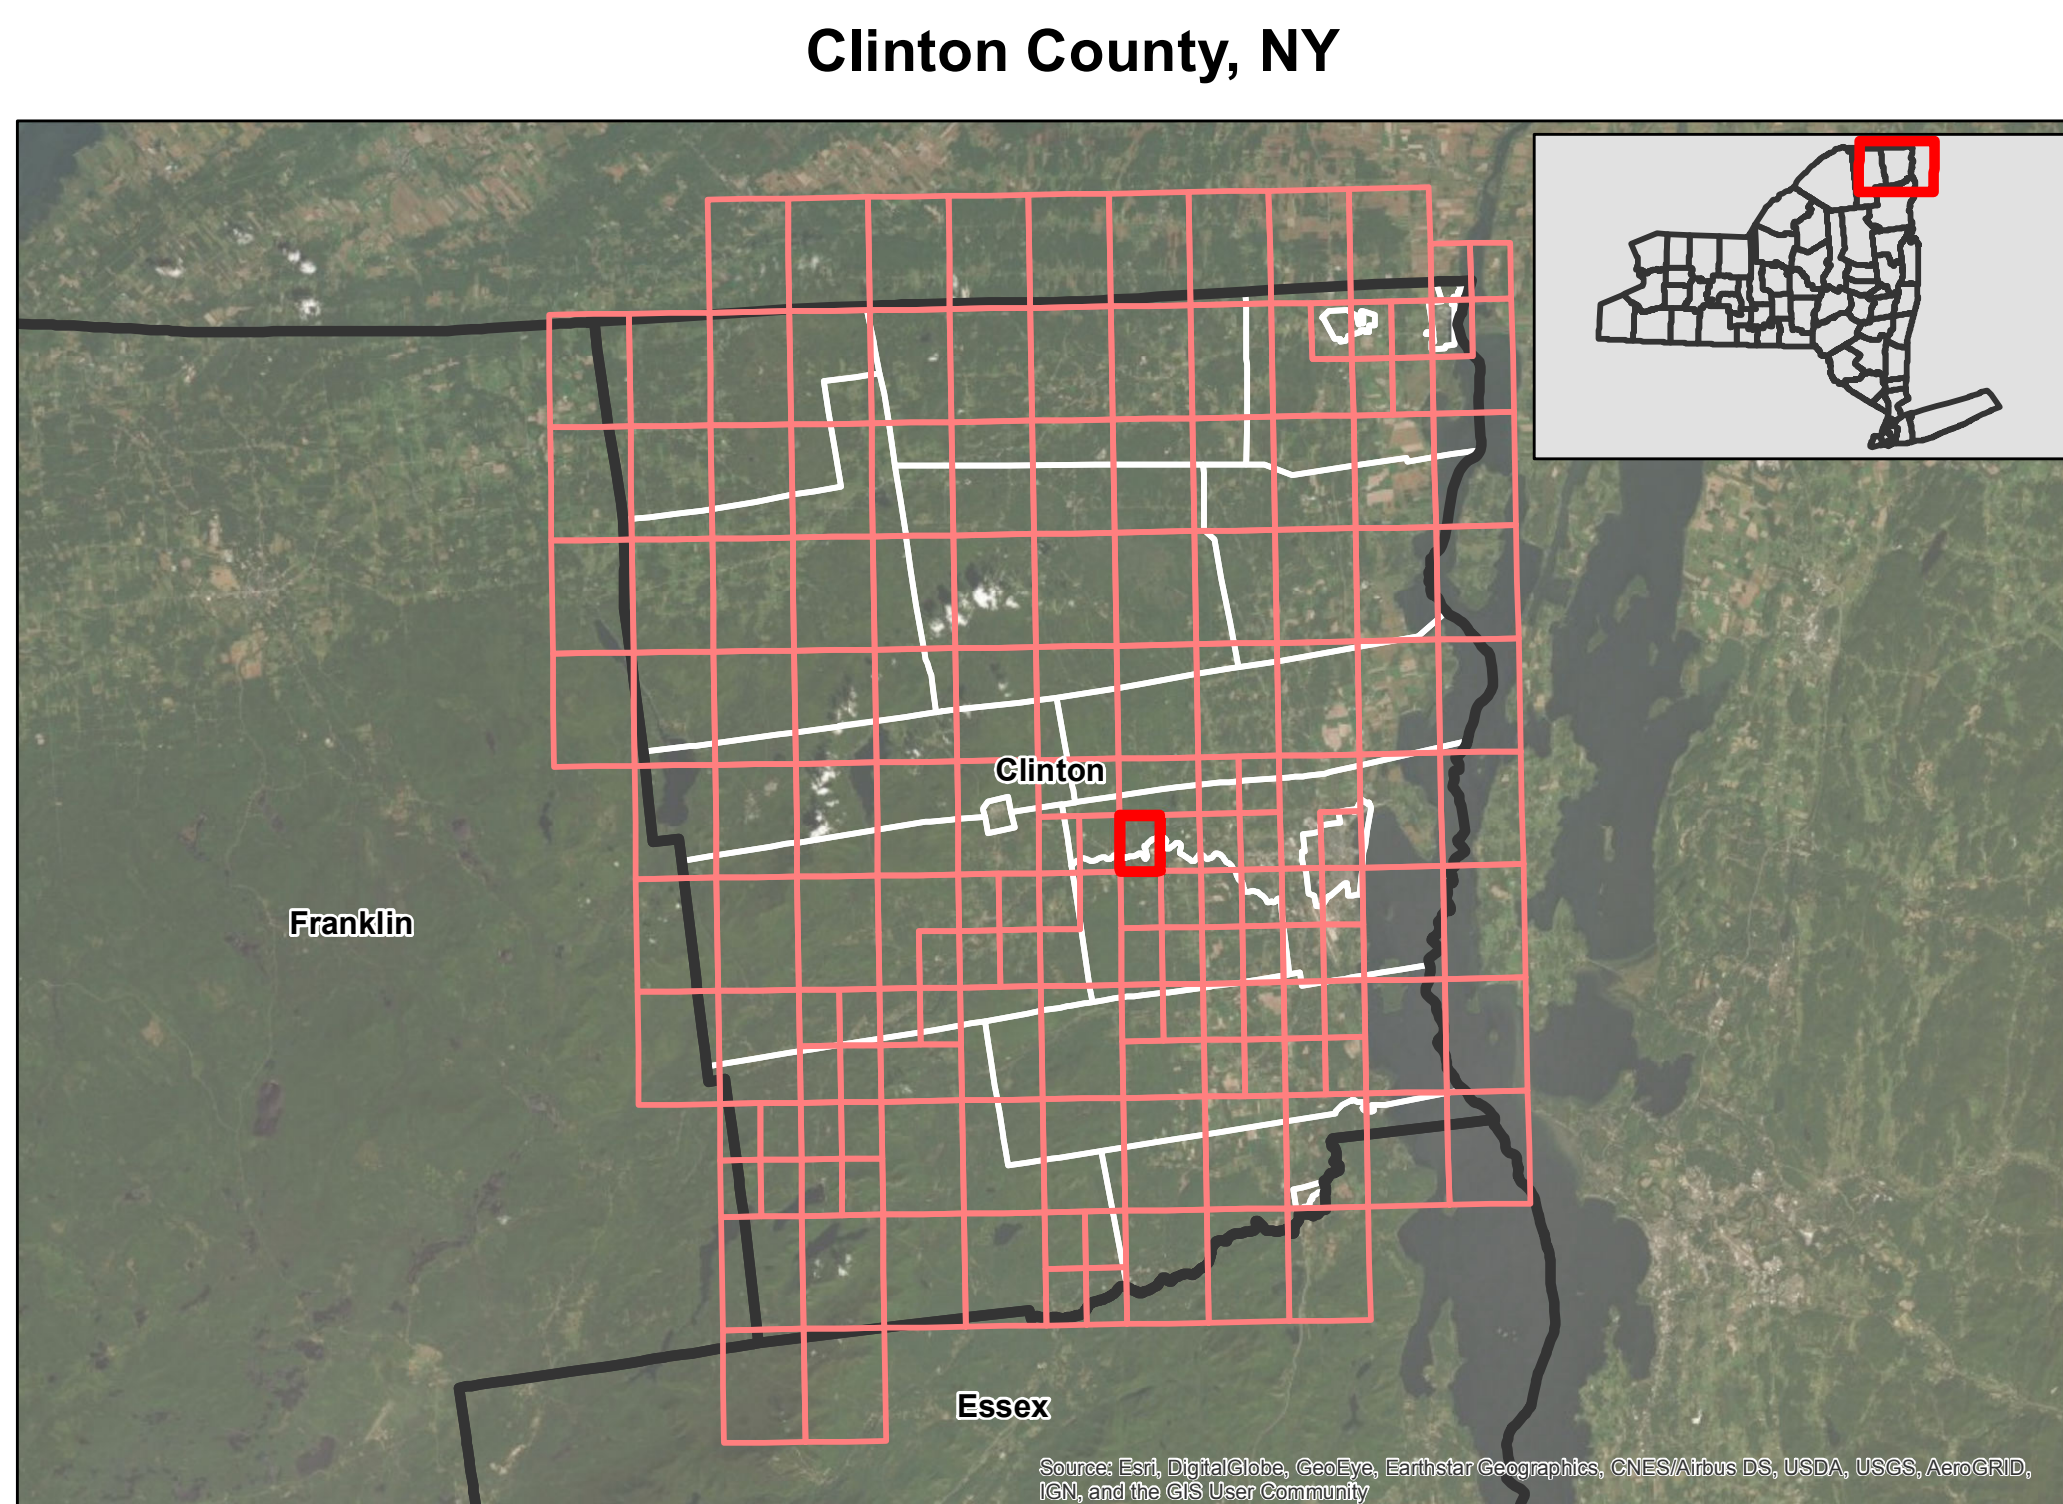 Clinton County, NY
Clinton
Franklin
Essex
Source: Esri, DigitalGlobe, GeoEye, Earthstar Geographics, CNES/Airbus DS, USDA, USGS, AeroGRID,
IGN, and the GIS User Community